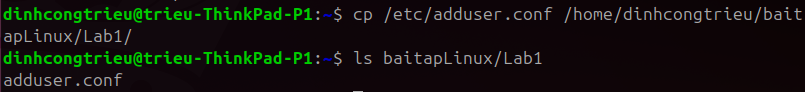 dinhcongtrieu@trieu-ThinkPad-P1:~$ cp /etc/adduser.conf /home/dinhcongtrieu/bait
apLinux/Lab1/
dinhcongtrieu@trieu-ThinkPad-P1:~$ ls baitapLinux/Lab1
adduser.conf